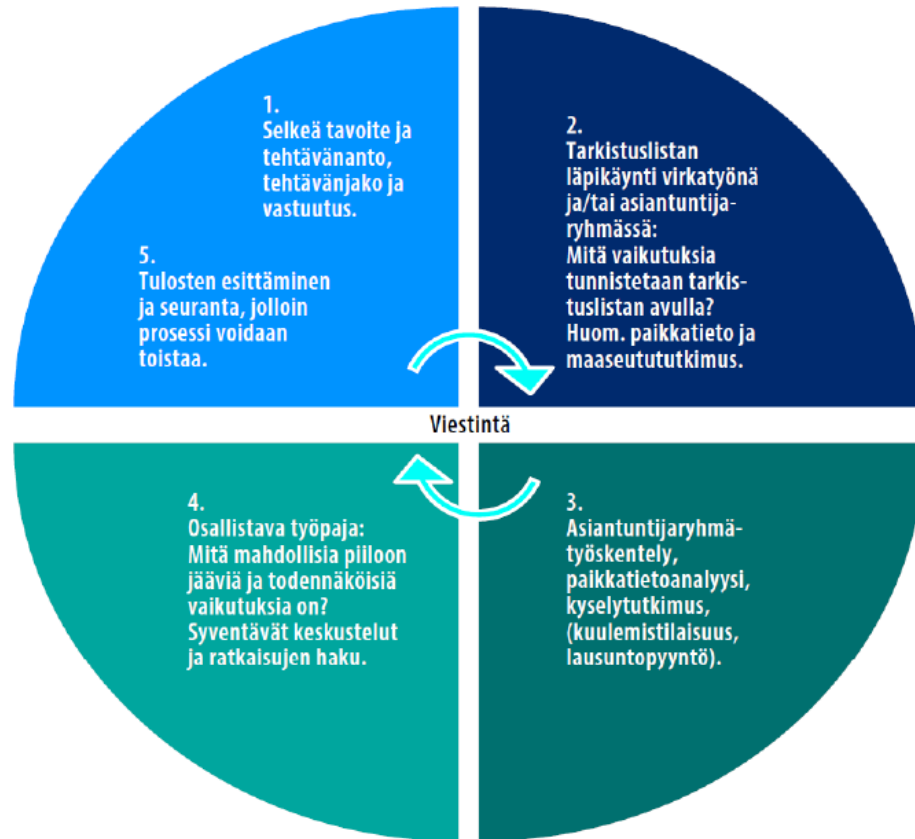 1.
Selkeä tavoite ja
tehtävänanto,
tehtävänjako ja
vastuutus.
2.
Tarkistuslistan
läpikäynti virkatyönä
ja/tai asiantuntija-
ryhmässä:
Mitä vaikutuksia
tunnistetaan tarkis-
tuslistan avulla?
Huom. paikkatieto ja
maaseutututkimus.
Viestintä
3.
Asiantuntijaryhmä-
työskentely,
paikkatietoanalyysi,
kyselytutkimus,
(kuulemistilaisuus,
lausuntopyyntö).
4.
Osallistava työpaja:
Mitä mahdollisia piiloon
jääviä ja todennäköisiä
vaikutuksia on?
Syventävät keskustelut
ja ratkaisujen haku.
5.
Tulosten esittäminen
ja seuranta, jolloin
prosessi voidaan
toistaa.